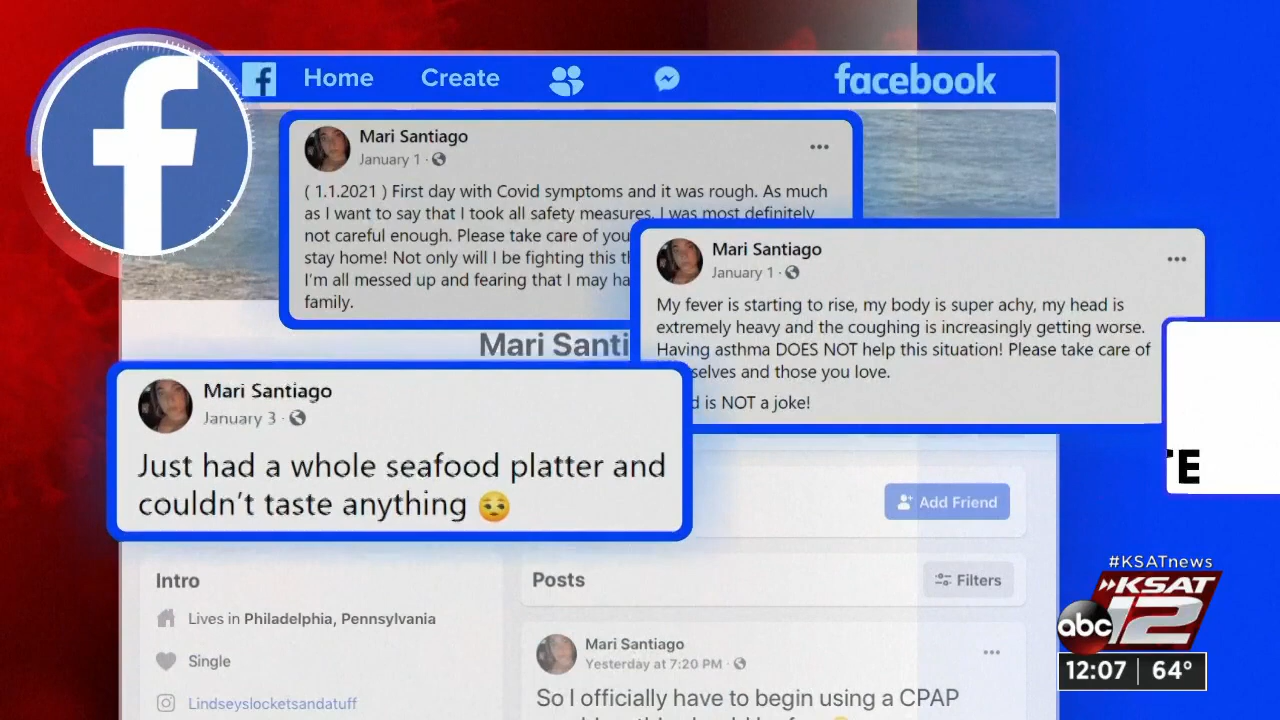 f
f
Home
Create
facebook
Mari Santiago
January 1 ·
( 1.1.2021 ) First day with Covid symptoms and it was rough. As much
as I want to say that I took all safety measures, I was most definitely
not careful enough. Please take care of you
stay home! Not only will I be fighting this th
I'm all messed up and fearing that I may ha
family.
Mari Santiago
January 1 ·
My fever is starting to rise, my body is super achy, my head is
extremely heavy and the coughing is increasingly getting worse.
Having asthma DOES NOT help this situation! Please take care of
selves and those you love.
d is NOT a joke!
Mari Santi
Mari Santiago
January 3 ·
Just had a whole seafood platter and
couldn't taste anything 😒
TE
Add Friend
Intro
Lives in Philadelphia, Pennsylvania
Single
Lindseyslocketsandatuff
Posts
Filters
Mari Santiago
Yesterday at 7:20 PM ·
So I officially have to begin using a CPAP
#KSATnews
KSAT
abc 12
12:07 | 64°